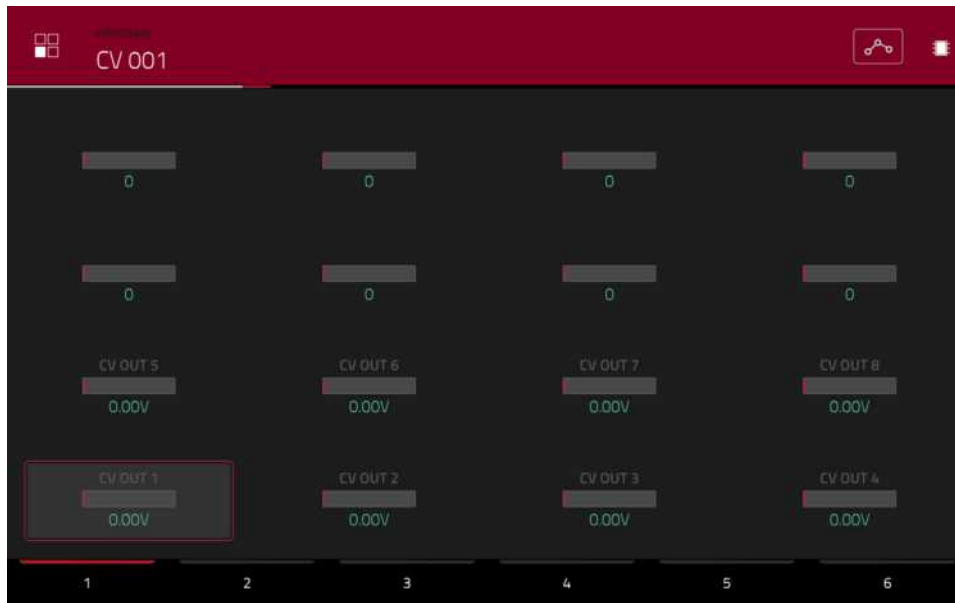 PROGRAM
CV 001
0 0 0 0
0 0 0 0
CV OUT 5 CV OUT 6 CV OUT 7 CV OUT 8
0.00V 0.00V 0.00V 0.00V
CV OUT 1 CV OUT 2 CV OUT 3 CV OUT 4
0.00V 0.00V 0.00V 0.00V
1 2 3 4 5 6